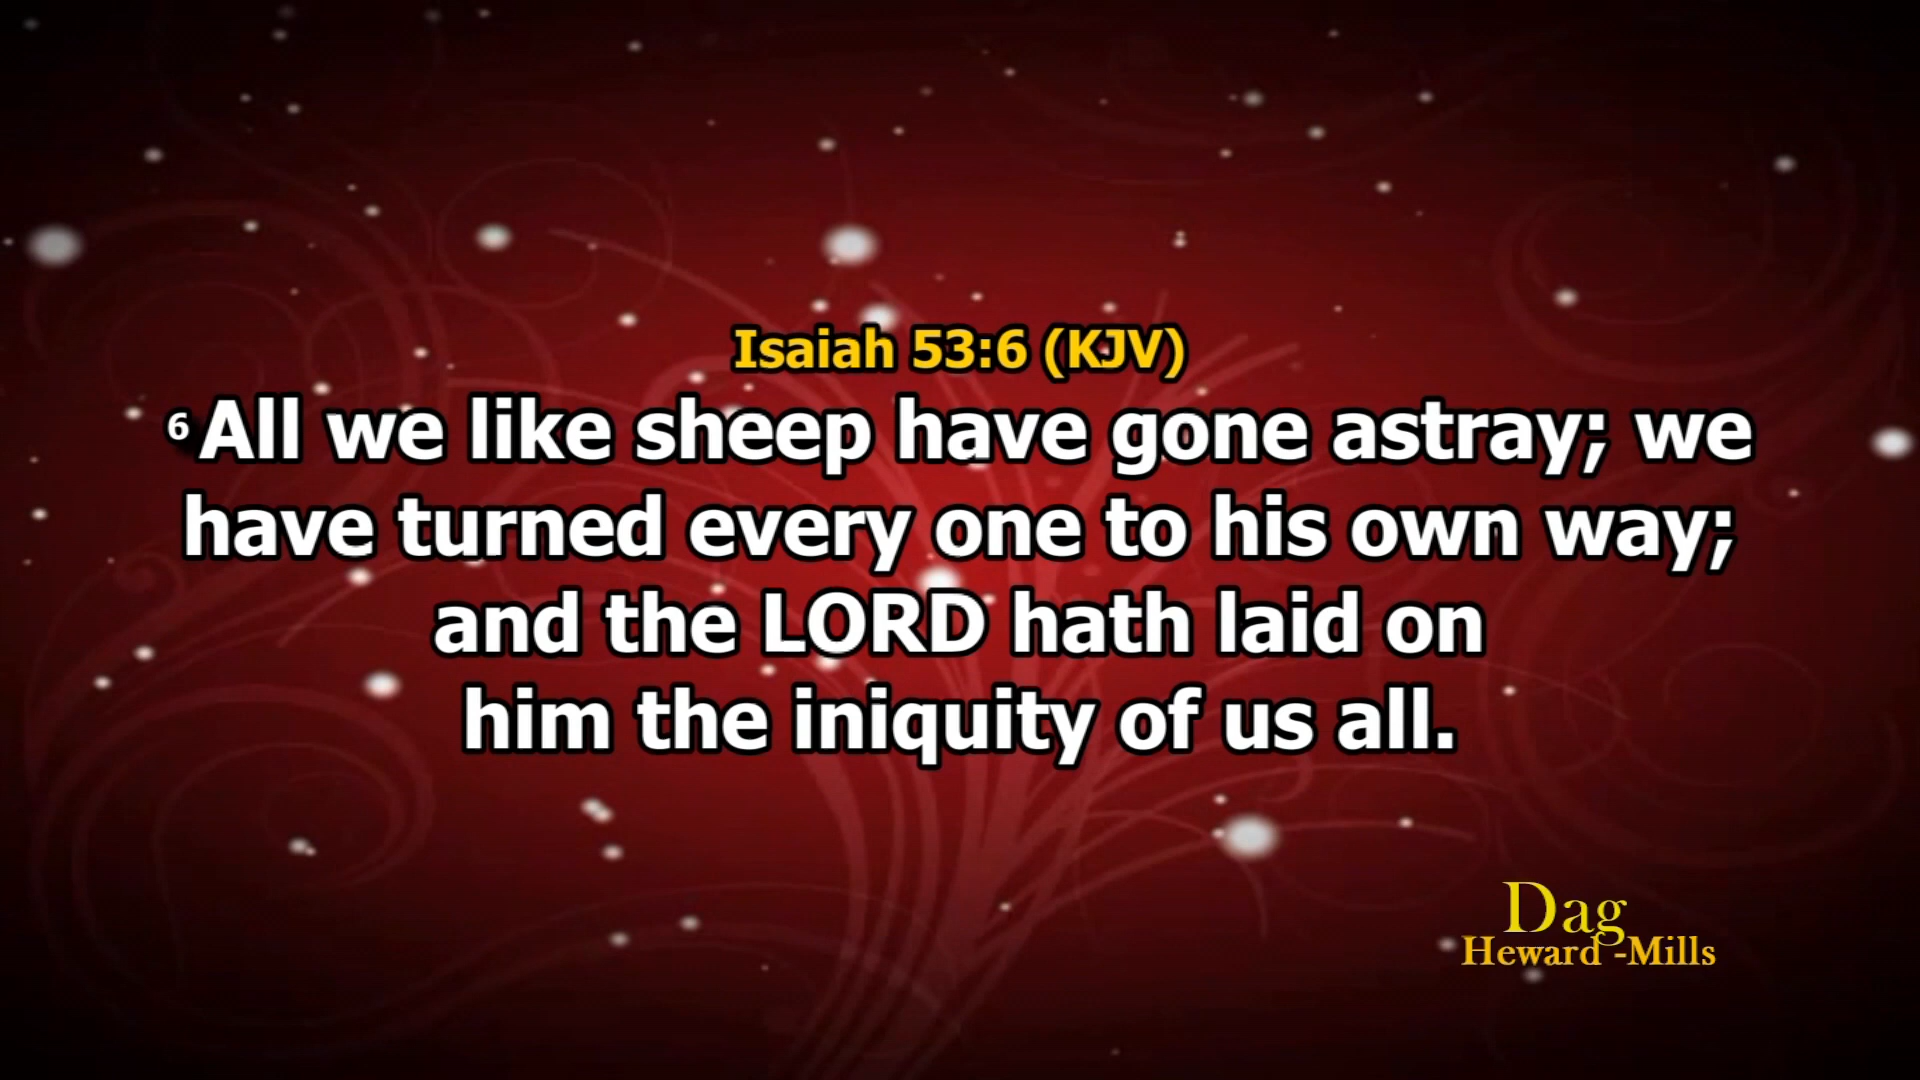 Isaiah 53:6 (KJV)
6 All we like sheep have gone astray; we
have turned every one to his own way;
and the LORD hath laid on
him the iniquity of us all.
Dag
Heward -Mills